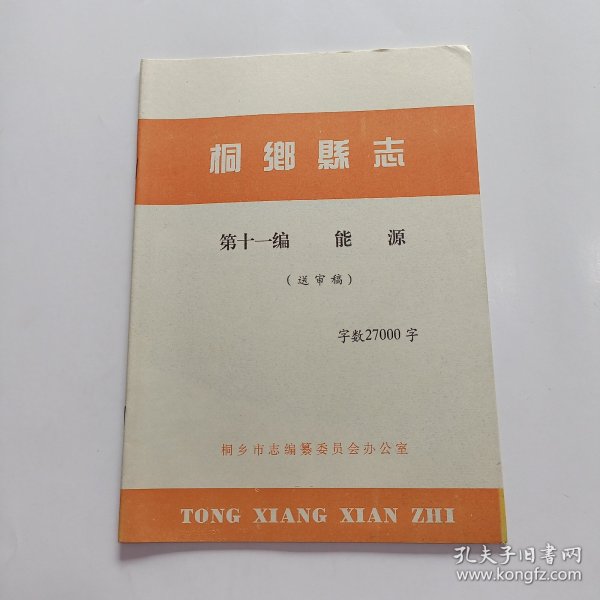 桐鄉縣志
第十一编 能 源
(送审稿)
字数27000字
桐乡市志编纂委员会办公室
TONG XIANG XIAN ZHI
孔夫子旧书网
www.kongfz.com